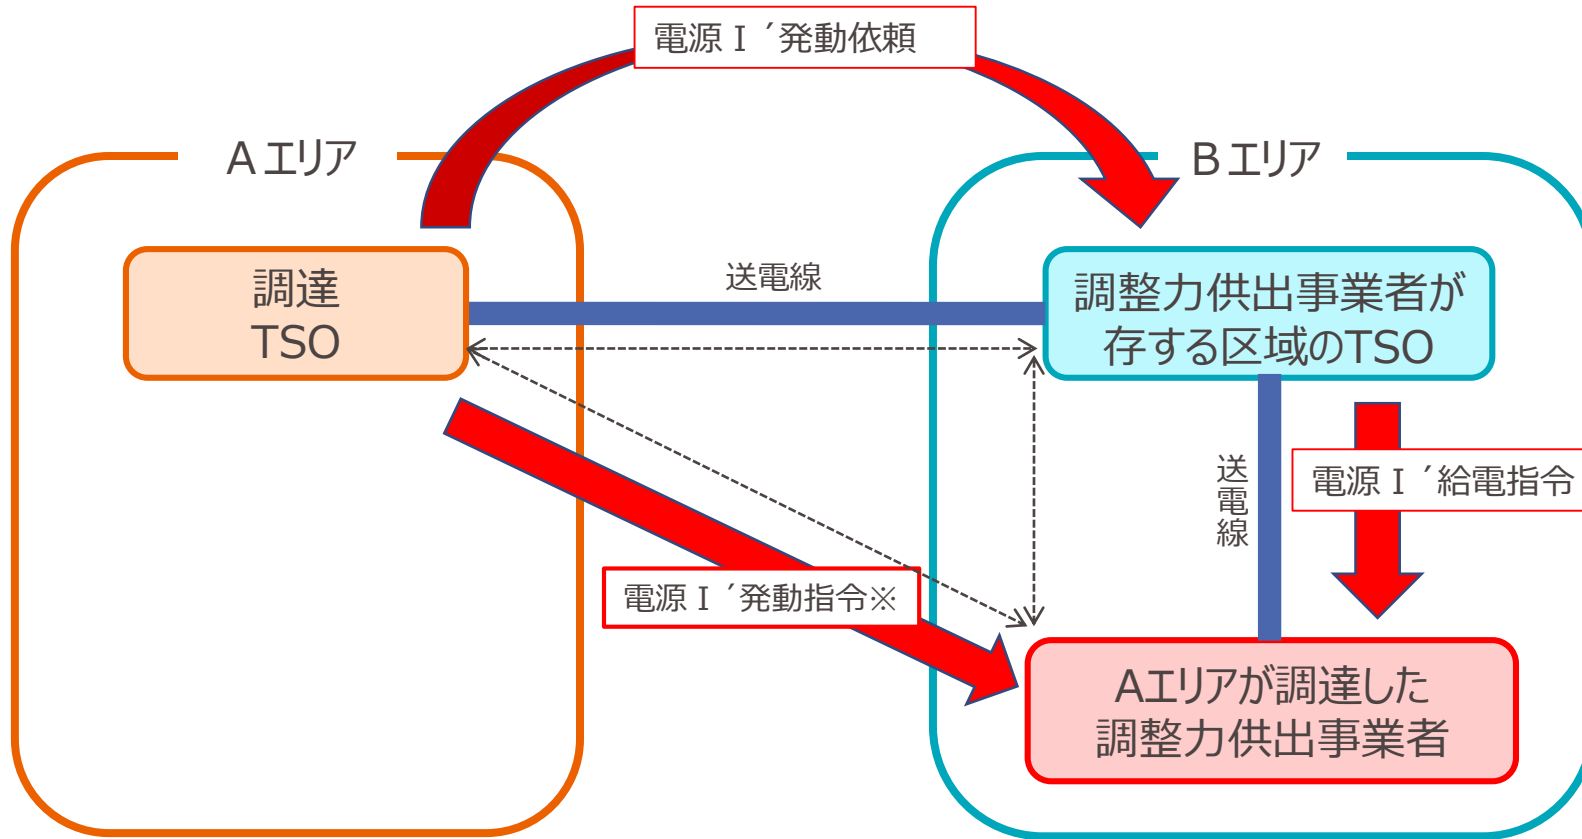 電源Ⅰ´発動依頼
Aエリア
Bエリア
調達
TSO
送電線
調整力供出事業者が
存する区域のTSO
送電線
電源Ⅰ´給電指令
電源Ⅰ´発動指令※
Aエリアが調達した
調整力供出事業者